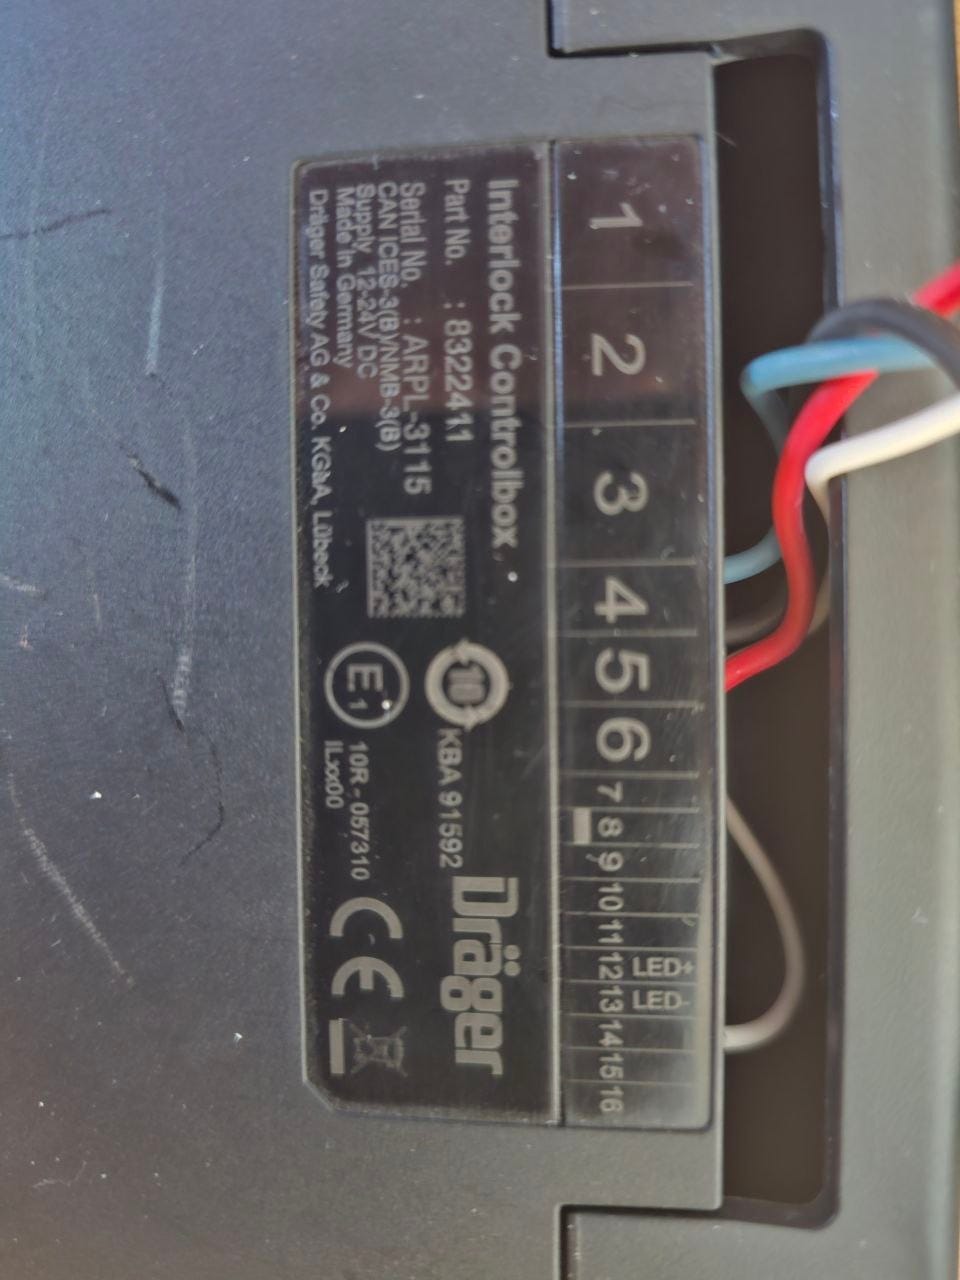 1 2 3 4 5 6 7 8 9 10 11 12 13 14 15 16
LED+ LED-
Interlock Controlbox
Part No. : 8322411
Serial No. : ARPL-3115
CAN ICES-3(B)/NMB-3(B)
Supply 12-24V DC
Made in Germany
Dräger Safety AG & Co. KGaA, Lübeck
10
KBA 91592
E1
10R - 057310
ILxx00
CE
Dräger